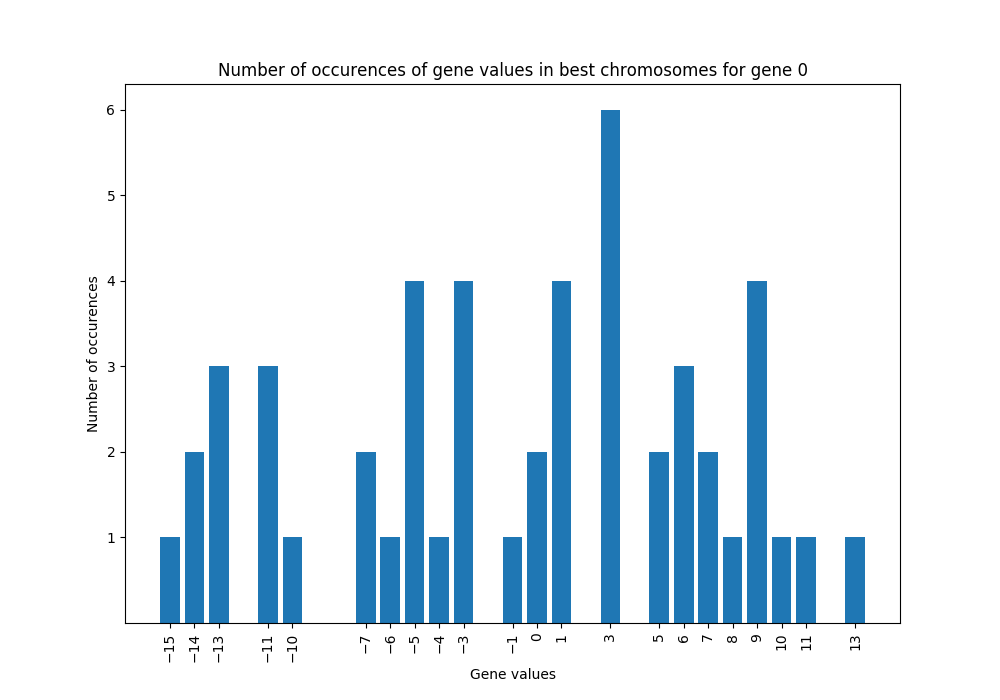 Number of occurences of gene values in best chromosomes for gene 0
6
5
4
3
2
1
Number of occurences
−15 −14 −13 −11 −10 −7 −6 −5 −4 −3 −1 0 1 3 5 6 7 8 9 10 11 13
Gene values